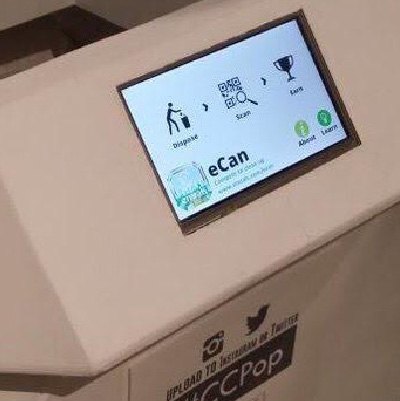 Dispose
Scan
Earn
About
Learn
eCan
UPLOAD TO INSTAGRAM OR TWITTER
CCPOP